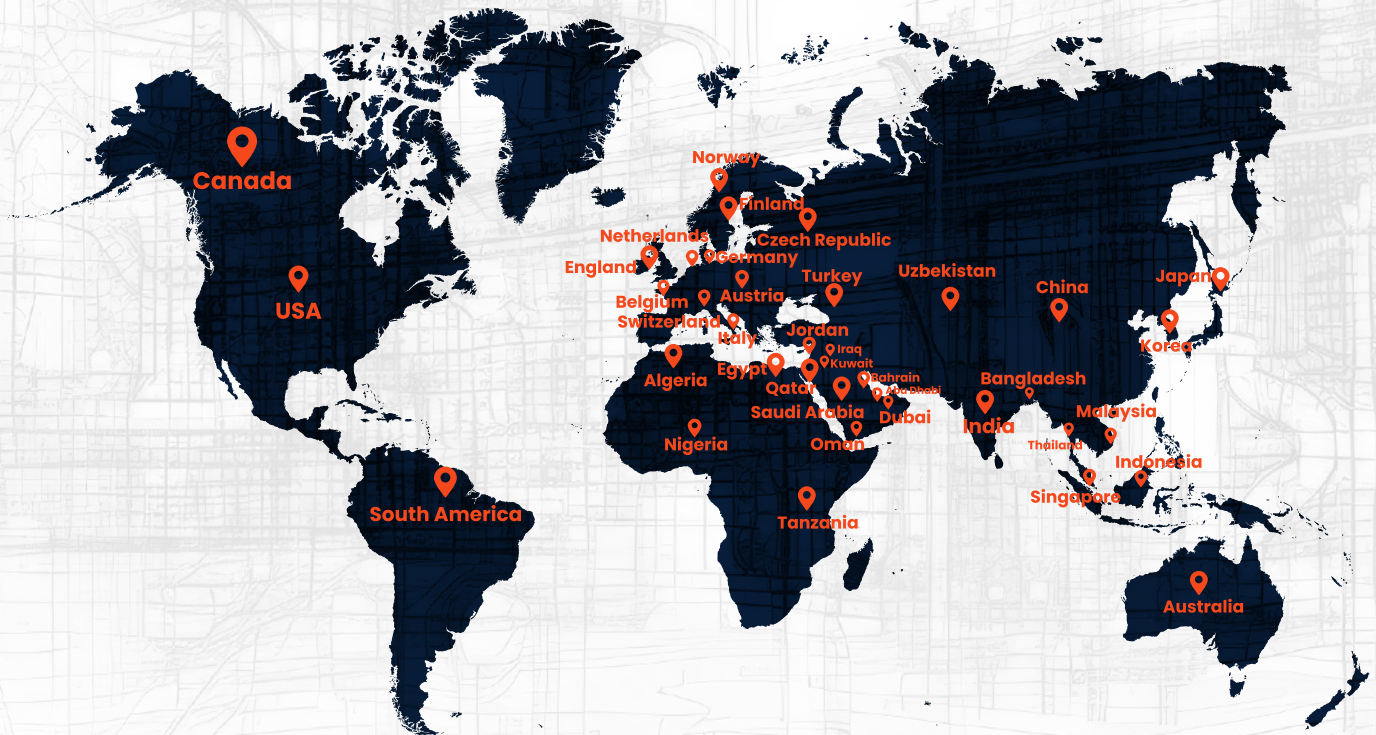 Canada
USA
South America
Norway
Finland
Netherlands
Czech Republic
England
Germany
Belgium
Austria
Turkey
Switzerland
Italy
Uzbekistan
China
Japan
Korea
Jordan
Iraq
Kuwait
Algeria
Egypt
Qatar
Bahrain
Abu Dhabi
Saudi Arabia
Dubai
Bangladesh
India
Malaysia
Nigeria
Oman
Thailand
Indonesia
Singapore
Tanzania
Australia